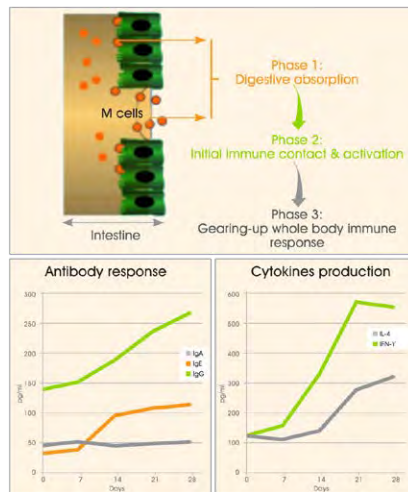 Phase 1:
Digestive absorption
M cells
Phase 2:
Initial immune contact & activation
Phase 3:
Gearing-up whole body immune
response
Intestine
Antibody response
300
250
200
150
100
50
0
pg/ml
IgA
IgE
IgG
0 7 14 21 28
Days
Cytokines production
600
500
400
300
200
100
0
pg/ml
IL-4
IFN-Y
0 7 14 21 28
Days